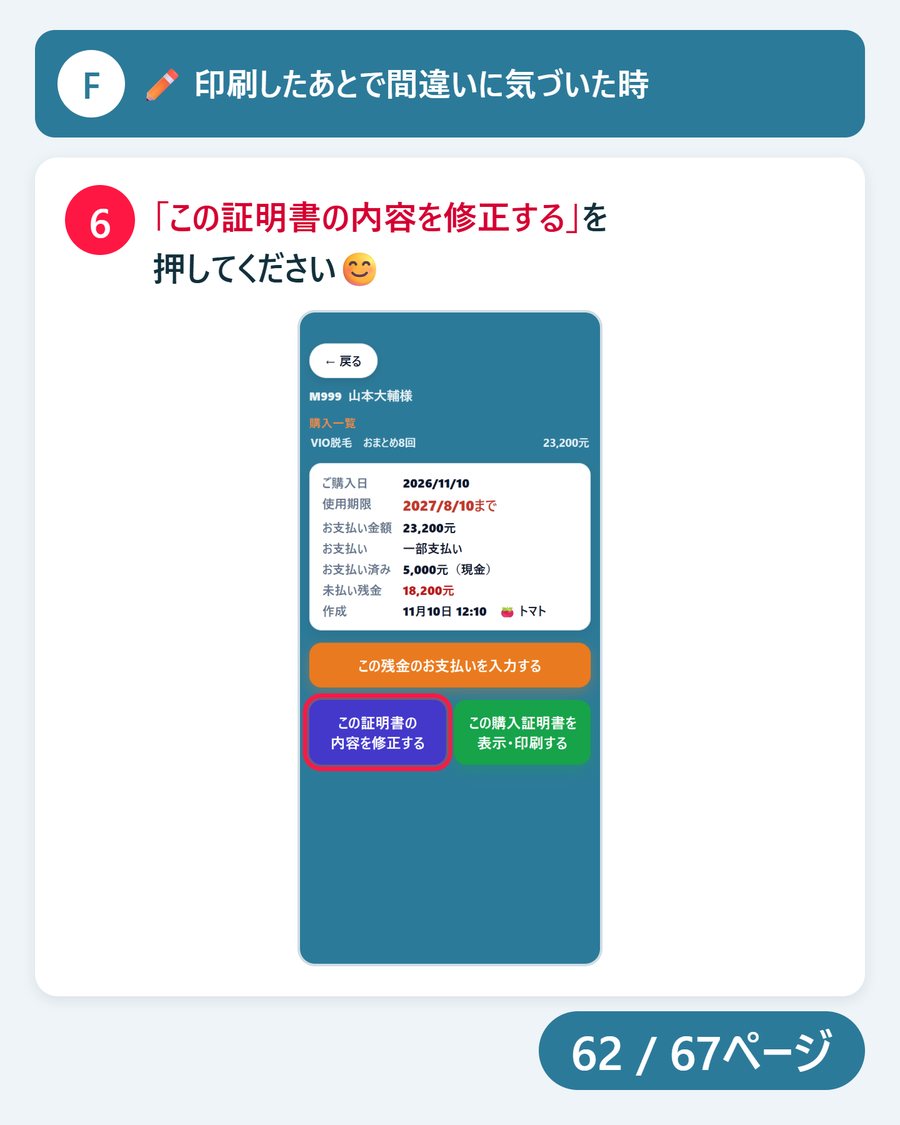 F 印刷したあとで間違いに気づいた時
6 「この証明書の内容を修正する」を
押してください
← 戻る
M999 山本大輔様
購入一覧
VIO脱毛 おまとめ8回 23,200元
ご購入日 2026/11/10
使用期限 2027/8/10まで
お支払い金額 23,200元
お支払い 一部支払い
お支払い済み 5,000元（現金）
未払い残金 18,200元
作成 11月10日 12:10 トマト
この残金のお支払いを入力する
この証明書の
内容を修正する
この購入証明書を
表示・印刷する
62 / 67ページ